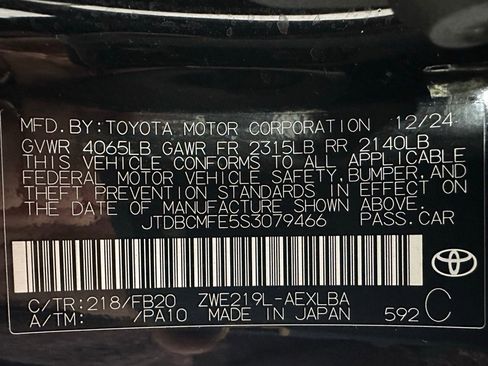 MFD.BY:TOYOTA MOTOR CORPORATION 12/24
GVWR 4065LB GAWR FR 2315LB RR 2140LB
THIS VEHICLE CONFORMS TO ALL APPLICABLE
FEDERAL MOTOR VEHICLE SAFETY,BUMPER,AND
THEFT PREVENTION STANDARDS IN EFFECT ON
THE DATE OF MANUFACTURE SHOWN ABOVE.
JTDBCMFE5S3079466 PASS.CAR
C/TR:218/FB20 ZWE219L-AEXLBA
A/TM: /PA10 MADE IN JAPAN 592 C
TOYOTA